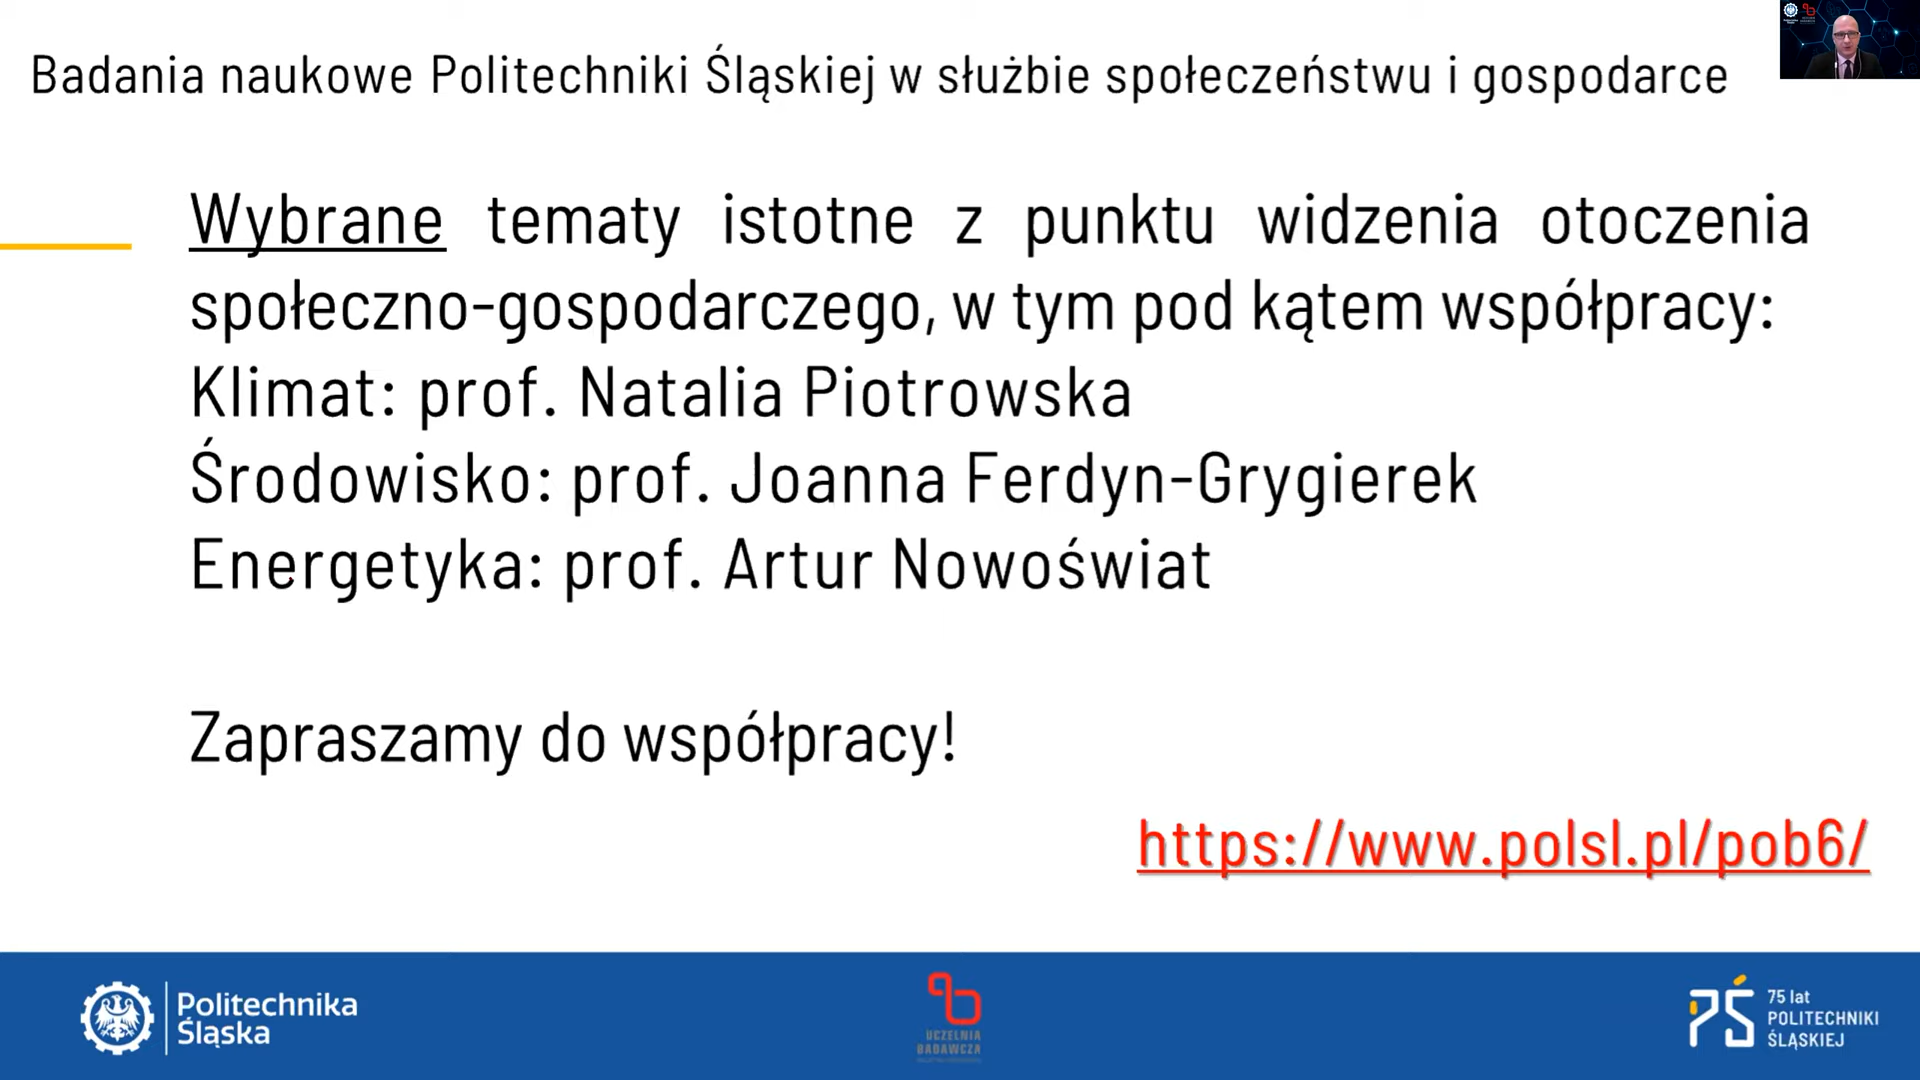 Badania naukowe Politechniki Śląskiej w służbie społeczeństwu i gospodarce
Wybrane tematy istotne z punktu widzenia otoczenia
społeczno-gospodarczego, w tym pod kątem współpracy:
Klimat: prof. Natalia Piotrowska
Środowisko: prof. Joanna Ferdyn-Grygierek
Energetyka: prof. Artur Nowoświat
Zapraszamy do współpracy!
https://www.polsl.pl/pob6/
Politechnika
Śląska
UCZELNIA
BADAWCZA
75 lat
POLITECHNIKI
ŚLĄSKIEJ